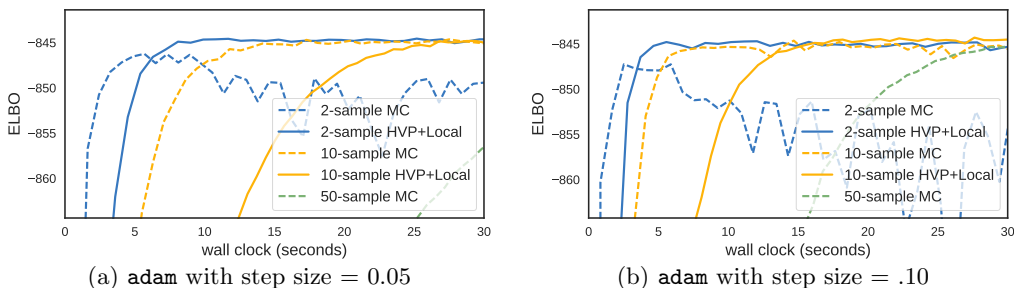 ELBO
−845
−850
−855
−860
2-sample MC
2-sample HVP+Local
10-sample MC
10-sample HVP+Local
50-sample MC
0 5 10 15 20 25 30
wall clock (seconds)
(a) adam with step size = 0.05
ELBO
−845
−850
−855
−860
2-sample MC
2-sample HVP+Local
10-sample MC
10-sample HVP+Local
50-sample MC
0 5 10 15 20 25 30
wall clock (seconds)
(b) adam with step size = .10